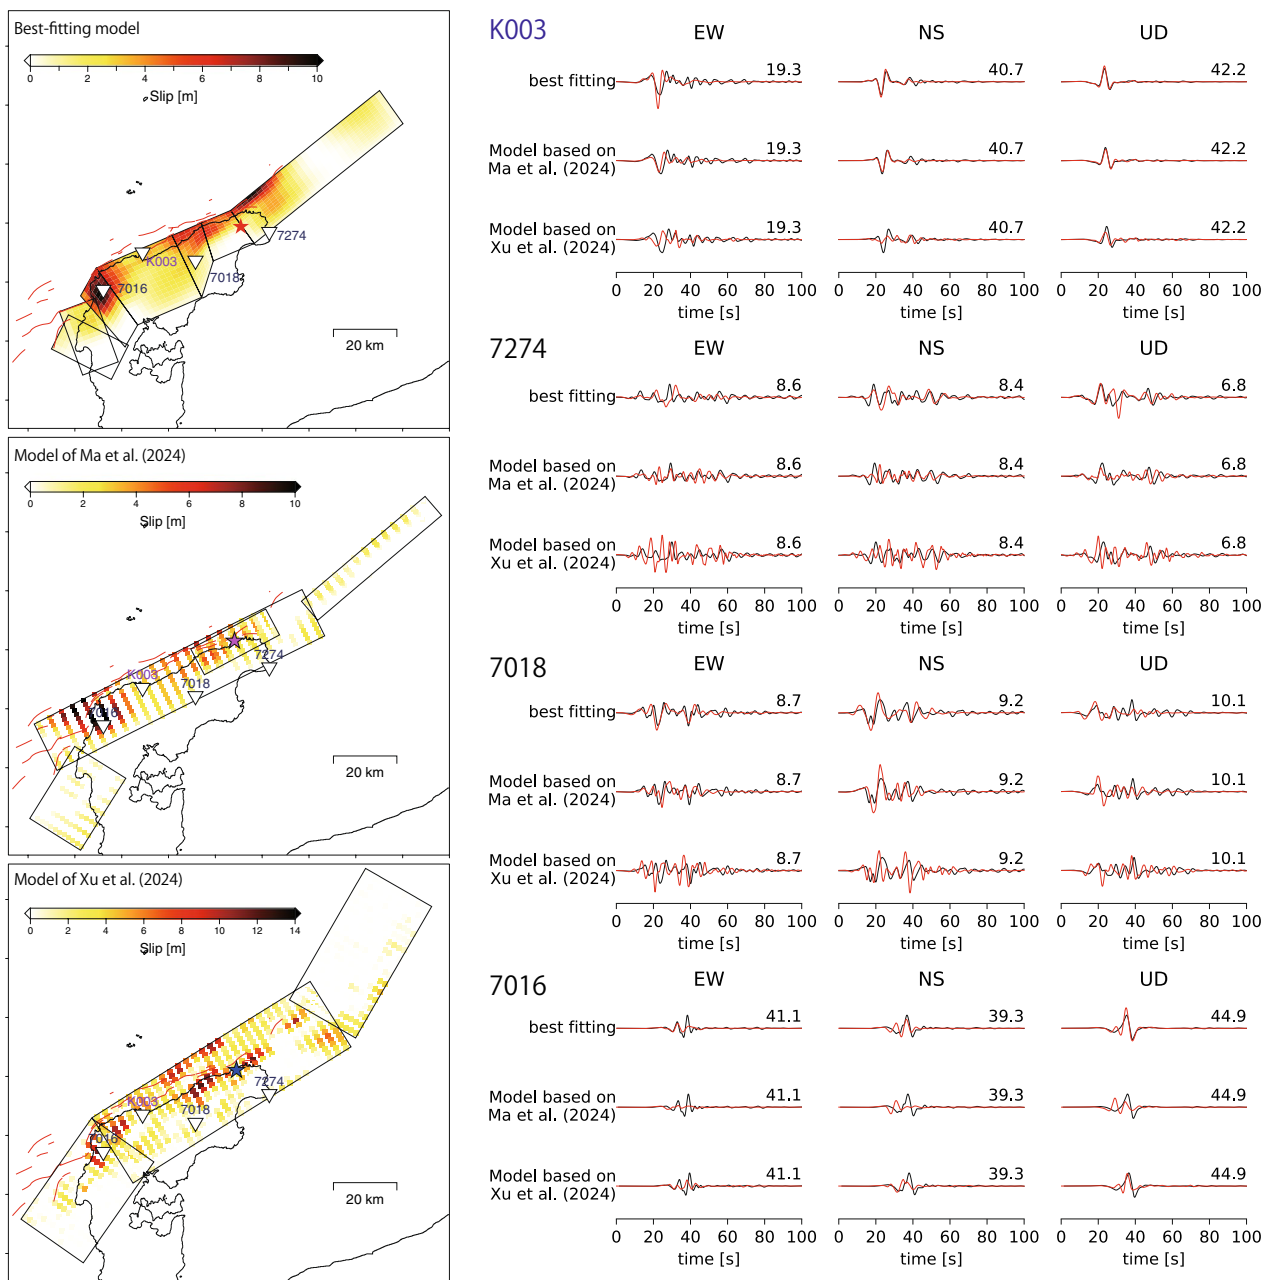 Best-fitting model
0 2 4 6 8 10
Slip [m]
7274
K003
7018
7016
20 km
Model of Ma et al. (2024)
0 2 4 6 8 10
Slip [m]
7274
K003
7018
7016
20 km
Model of Xu et al. (2024)
0 2 4 6 8 10 12 14
Slip [m]
7274
K003
7018
7016
20 km
K003
EW NS UD
best fitting 19.3 40.7 42.2
Model based on
Ma et al. (2024) 19.3 40.7 42.2
Model based on
Xu et al. (2024) 19.3 40.7 42.2
0 20 40 60 80 100 0 20 40 60 80 100 0 20 40 60 80 100
time [s] time [s] time [s]
7274
EW NS UD
best fitting 8.6 8.4 6.8
Model based on
Ma et al. (2024) 8.6 8.4 6.8
Model based on
Xu et al. (2024) 8.6 8.4 6.8
0 20 40 60 80 100 0 20 40 60 80 100 0 20 40 60 80 100
time [s] time [s] time [s]
7018
EW NS UD
best fitting 8.7 9.2 10.1
Model based on
Ma et al. (2024) 8.7 9.2 10.1
Model based on
Xu et al. (2024) 8.7 9.2 10.1
0 20 40 60 80 100 0 20 40 60 80 100 0 20 40 60 80 100
time [s] time [s] time [s]
7016
EW NS UD
best fitting 41.1 39.3 44.9
Model based on
Ma et al. (2024) 41.1 39.3 44.9
Model based on
Xu et al. (2024) 41.1 39.3 44.9
0 20 40 60 80 100 0 20 40 60 80 100 0 20 40 60 80 100
time [s] time [s] time [s]